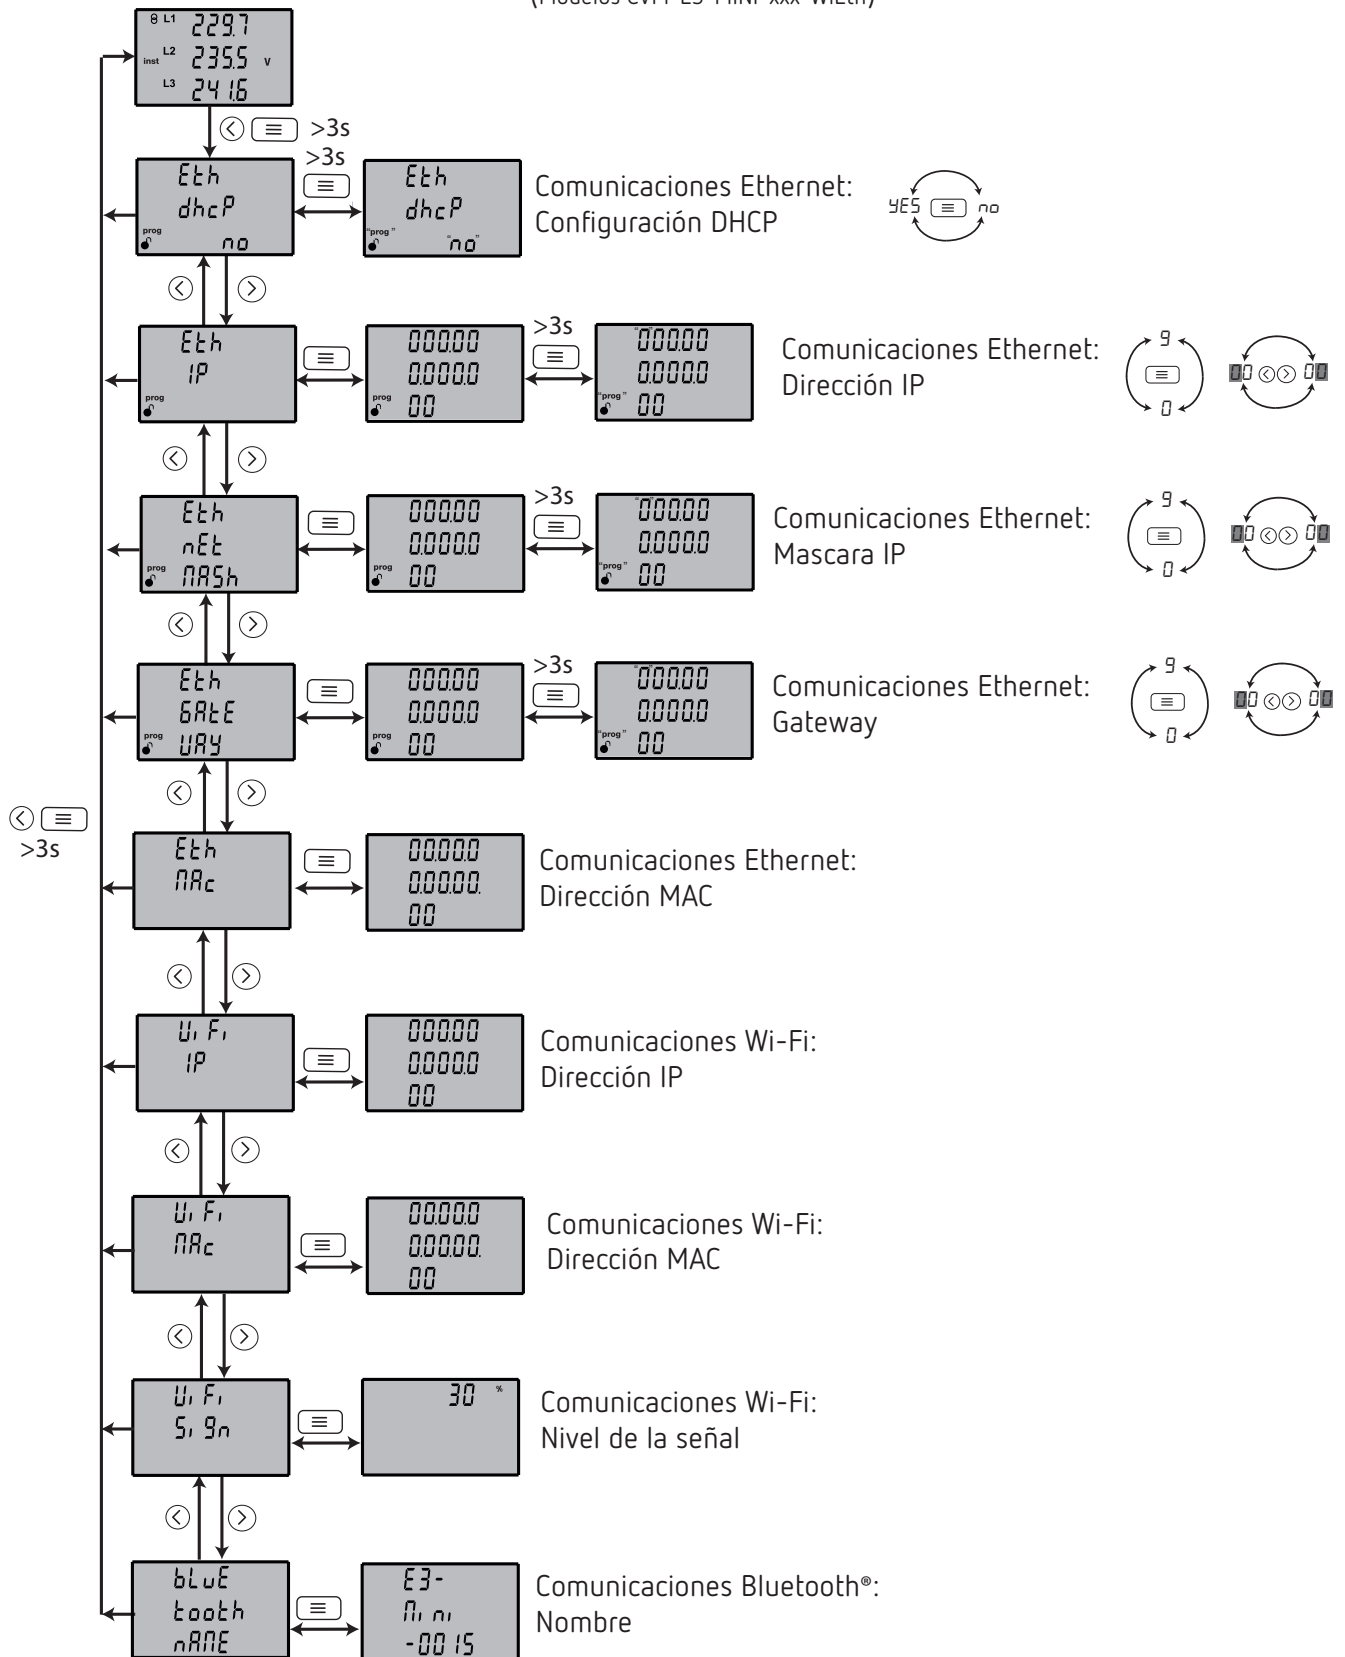 (Modelos CVM-E3-MINI-xxx-WiEth)
L1 229.7
inst L2 235.5 V
L3 241.6
>3s
>3s
Eth
dhcP
prog
no
Eth
dhcP
"prog"
"no"
Comunicaciones Ethernet:
Configuración DHCP
YES no
Eth
IP
prog
000.00
0.000.0
prog 00
>3s
"0"00.00
0.000.0
"prog" 00
Comunicaciones Ethernet:
Dirección IP
9
0
00 00
Eth
nEt
prog MASh
000.00
0.000.0
prog 00
>3s
"0"00.00
0.000.0
"prog" 00
Comunicaciones Ethernet:
Mascara IP
9
0
00 00
Eth
GAtE
prog WAY
000.00
0.000.0
prog 00
>3s
"0"00.00
0.000.0
"prog" 00
Comunicaciones Ethernet:
Gateway
9
0
00 00
>3s
Eth
MAc
00.00.0
0.00.00.
00
Comunicaciones Ethernet:
Dirección MAC
Wi Fi
IP
000.00
0.000.0
00
Comunicaciones Wi-Fi:
Dirección IP
Wi Fi
MAc
00.00.0
0.00.00.
00
Comunicaciones Wi-Fi:
Dirección MAC
Wi Fi
Si gn
30 %
Comunicaciones Wi-Fi:
Nivel de la señal
bLuE
tooth
nAME
E3-
Mi ni
-0015
Comunicaciones Bluetooth®:
Nombre